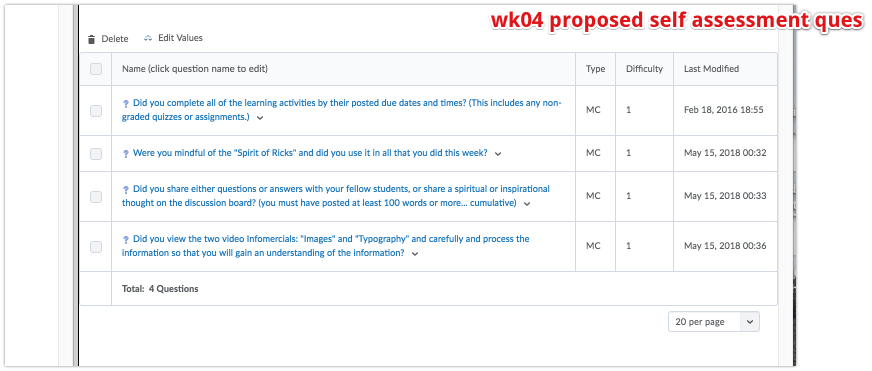 wk04 proposed self assessment ques
Delete Edit Values
Name (click question name to edit) Type Difficulty Last Modified
Did you complete all of the learning activities by their posted due dates and times? (This includes any non-
graded quizzes or assignments.) MC 1 Feb 18, 2016 18:55
Were you mindful of the "Spirit of Ricks" and did you use it in all that you did this week? MC 1 May 15, 2018 00:32
Did you share either questions or answers with your fellow students, or share a spiritual or inspirational
thought on the discussion board? (you must have posted at least 100 words or more... cumulative) MC 1 May 15, 2018 00:33
Did you view the two video Infomercials: "Images" and "Typography" and carefully and process the
information so that you will gain an understanding of the information? MC 1 May 15, 2018 00:36
Total: 4 Questions
20 per page